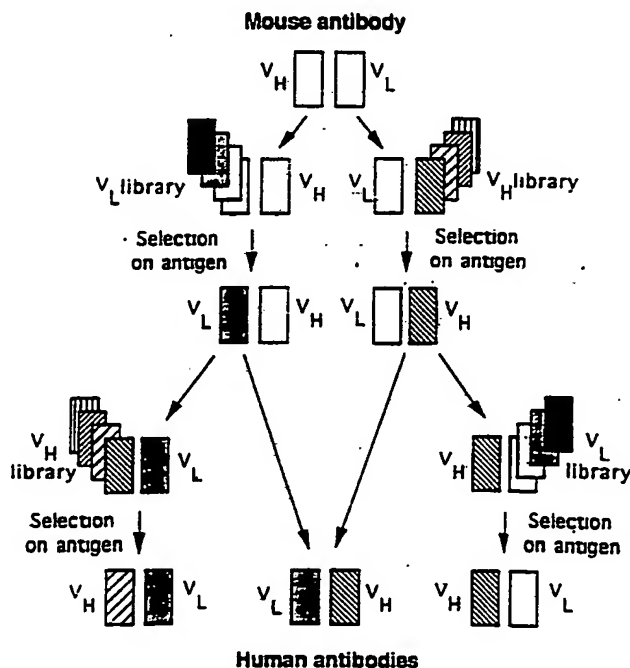 Mouse antibody
VH VL
VL library VH VL VH library
Selection on antigen Selection on antigen
VL VH VL VH
VH library VL VH VL library
Selection on antigen Selection on antigen
VH VL VL VH VH VL
Human antibodies